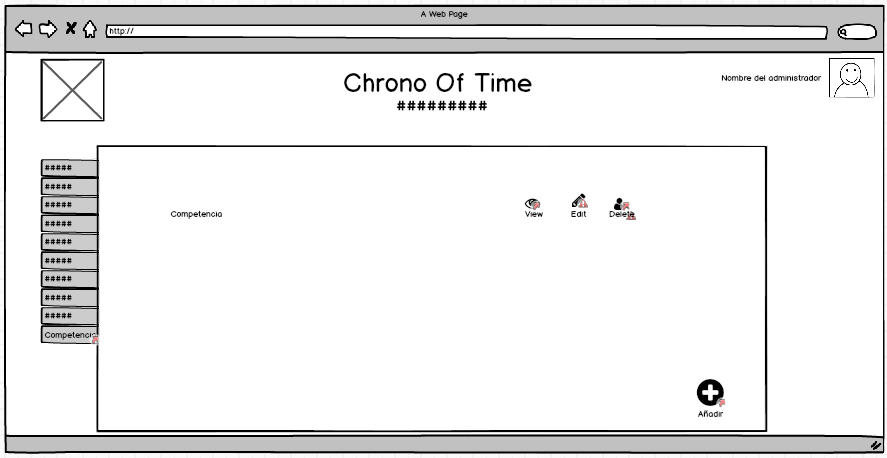 A Web Page
http://
Chrono Of Time
#########
Nombre del administrador
#####
#####
#####
#####
#####
#####
#####
#####
#####
Competencia
Competencia
View
Edit
Delete
Añadir